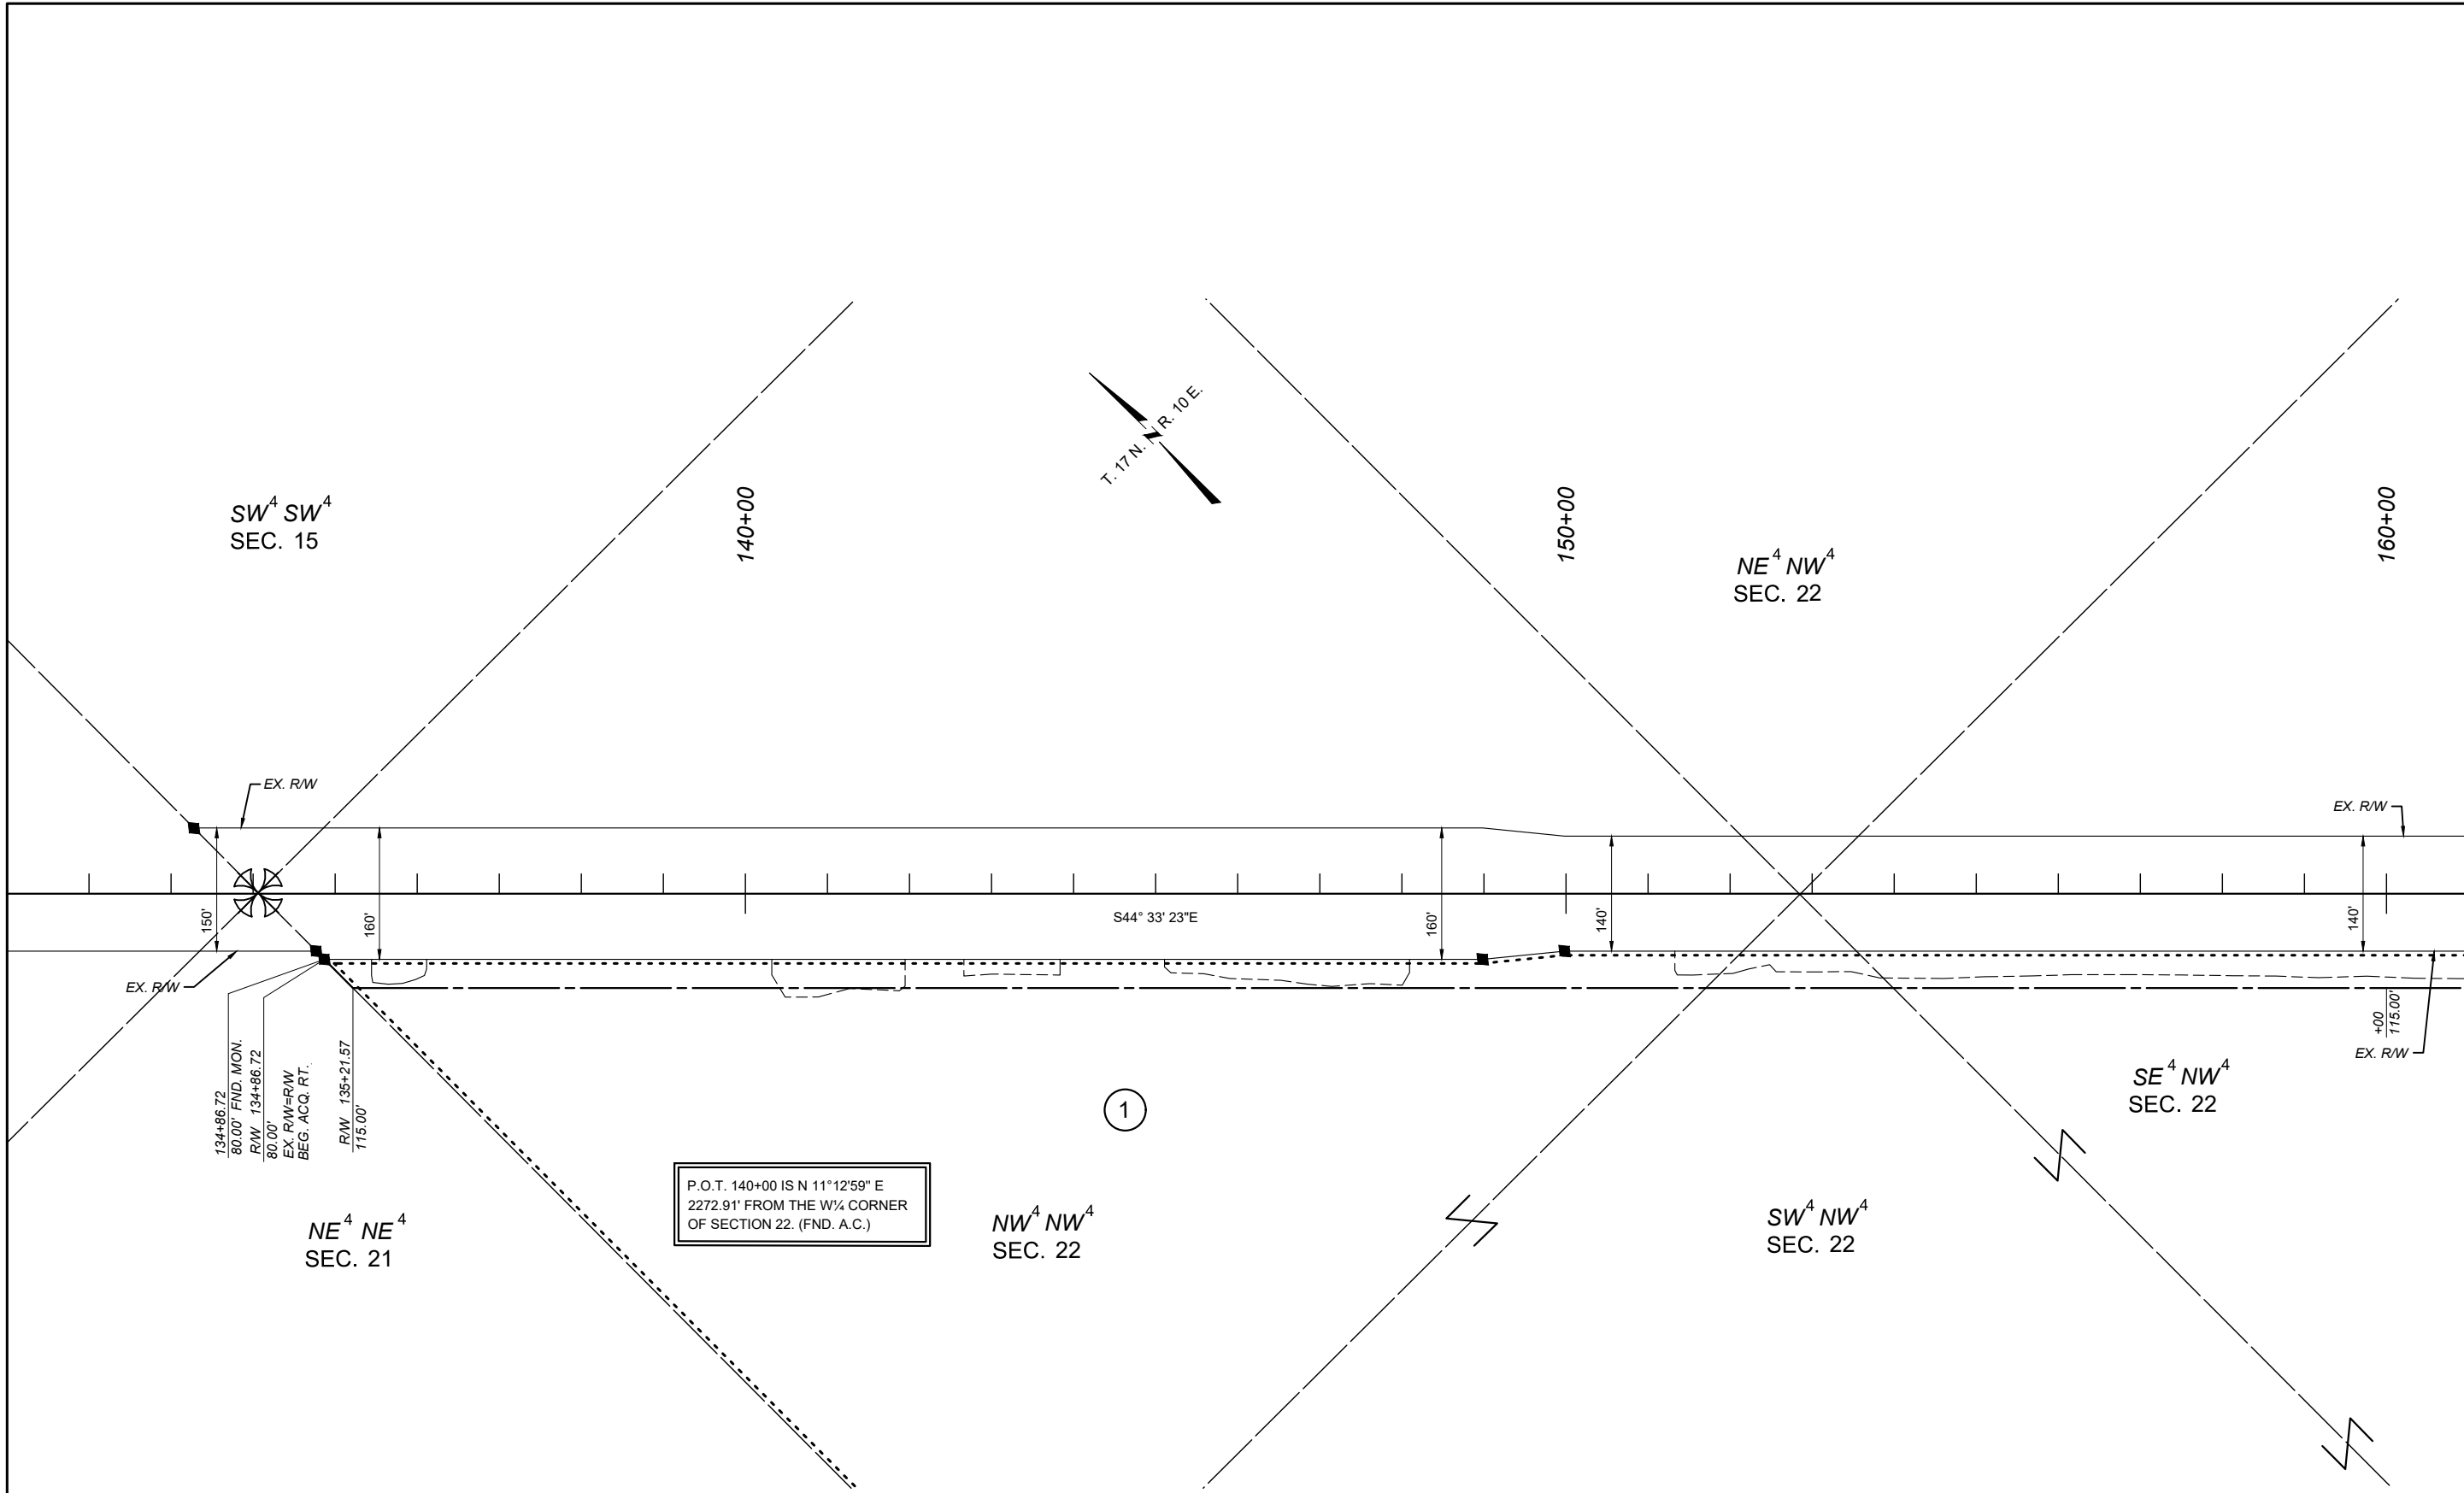 T. 17 N. R. 10 E.
SW4 SW4
SEC. 15
140+00
150+00
NE4 NW4
SEC. 22
160+00
EX. R/W
EX. R/W
150'
160'
S44° 33' 23"E
160'
140'
140'
EX. R/W
134+86.72
80.00' FND. MON.
R/W 134+86.72
80.00'
EX. R/W=R/W
BEG. ACQ. RT.
R/W 135+21.57
115.00'
+00
115.00'
EX. R/W
1
SE4 NW4
SEC. 22
P.O.T. 140+00 IS N 11°12'59" E
2272.91' FROM THE W¼ CORNER
OF SECTION 22. (FND. A.C.)
NE4 NE4
SEC. 21
NW4 NW4
SEC. 22
SW4 NW4
SEC. 22